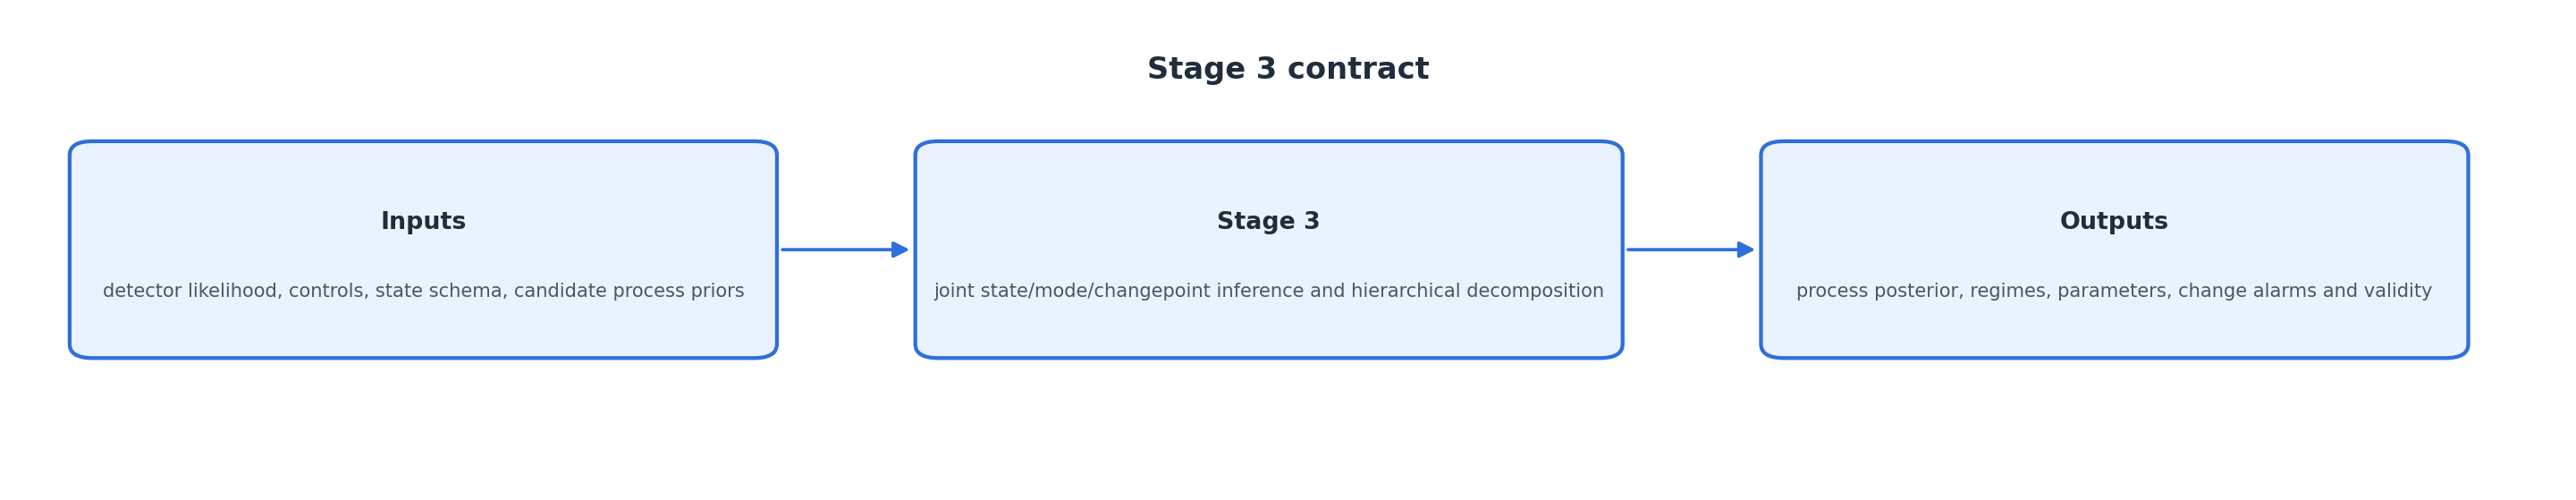 Stage 3 contract
Inputs
detector likelihood, controls, state schema, candidate process priors
Stage 3
joint state/mode/changepoint inference and hierarchical decomposition
Outputs
process posterior, regimes, parameters, change alarms and validity